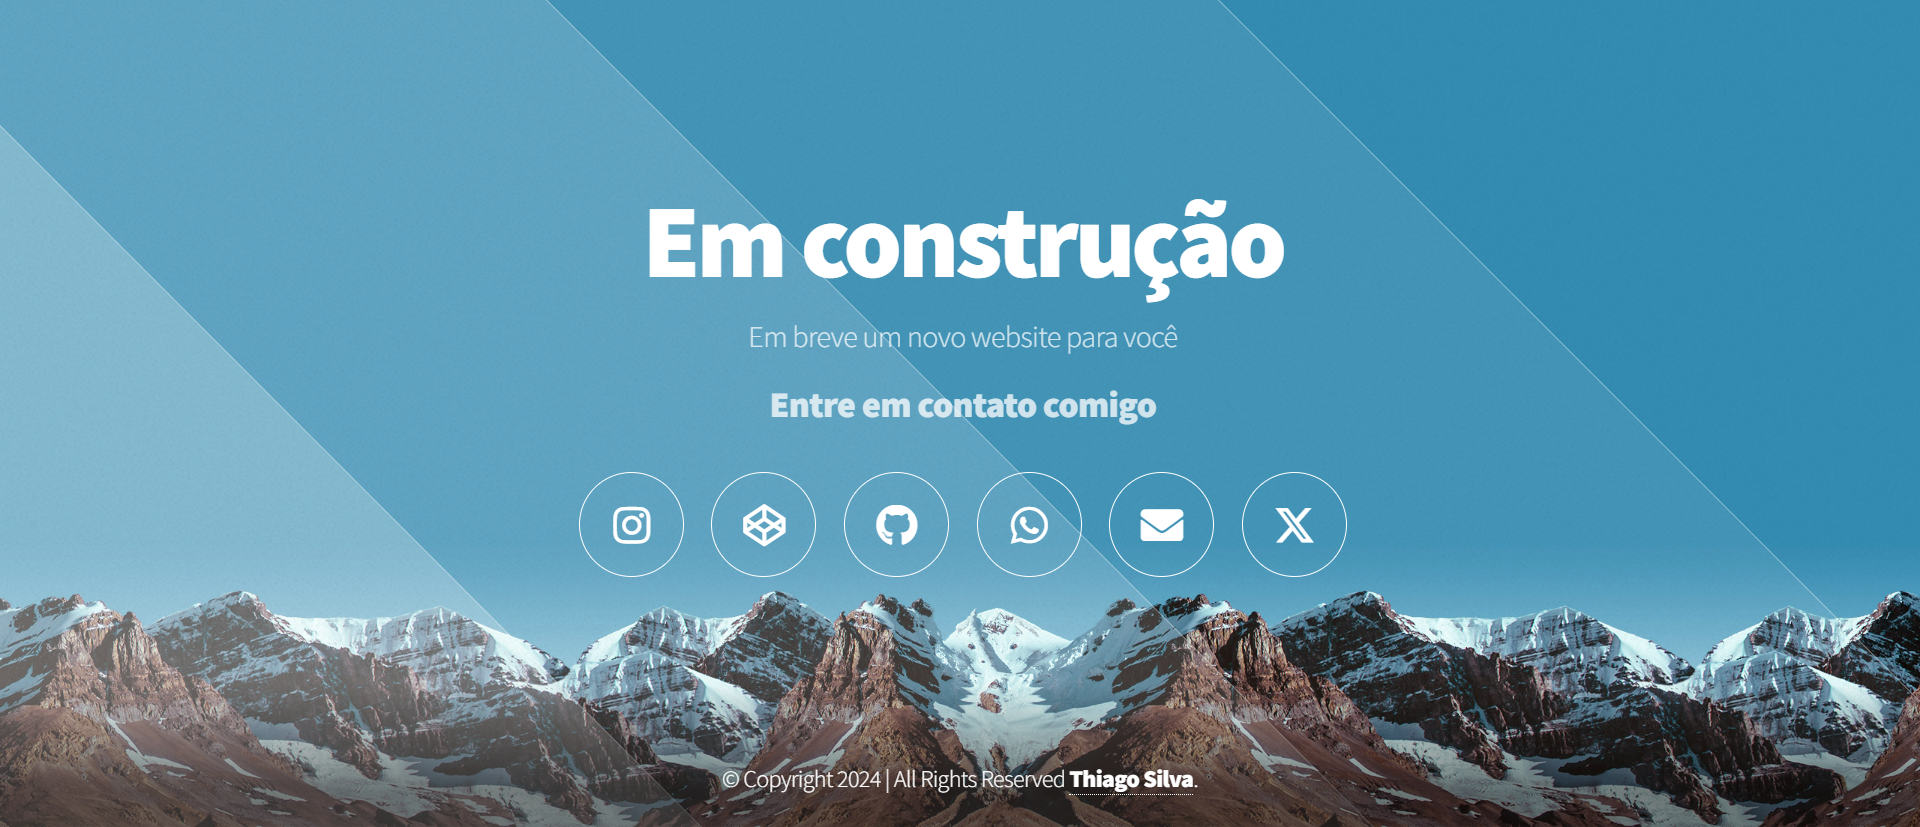 Em construção
Em breve um novo website para você
Entre em contato comigo
© Copyright 2024 | All Rights Reserved Thiago Silva.